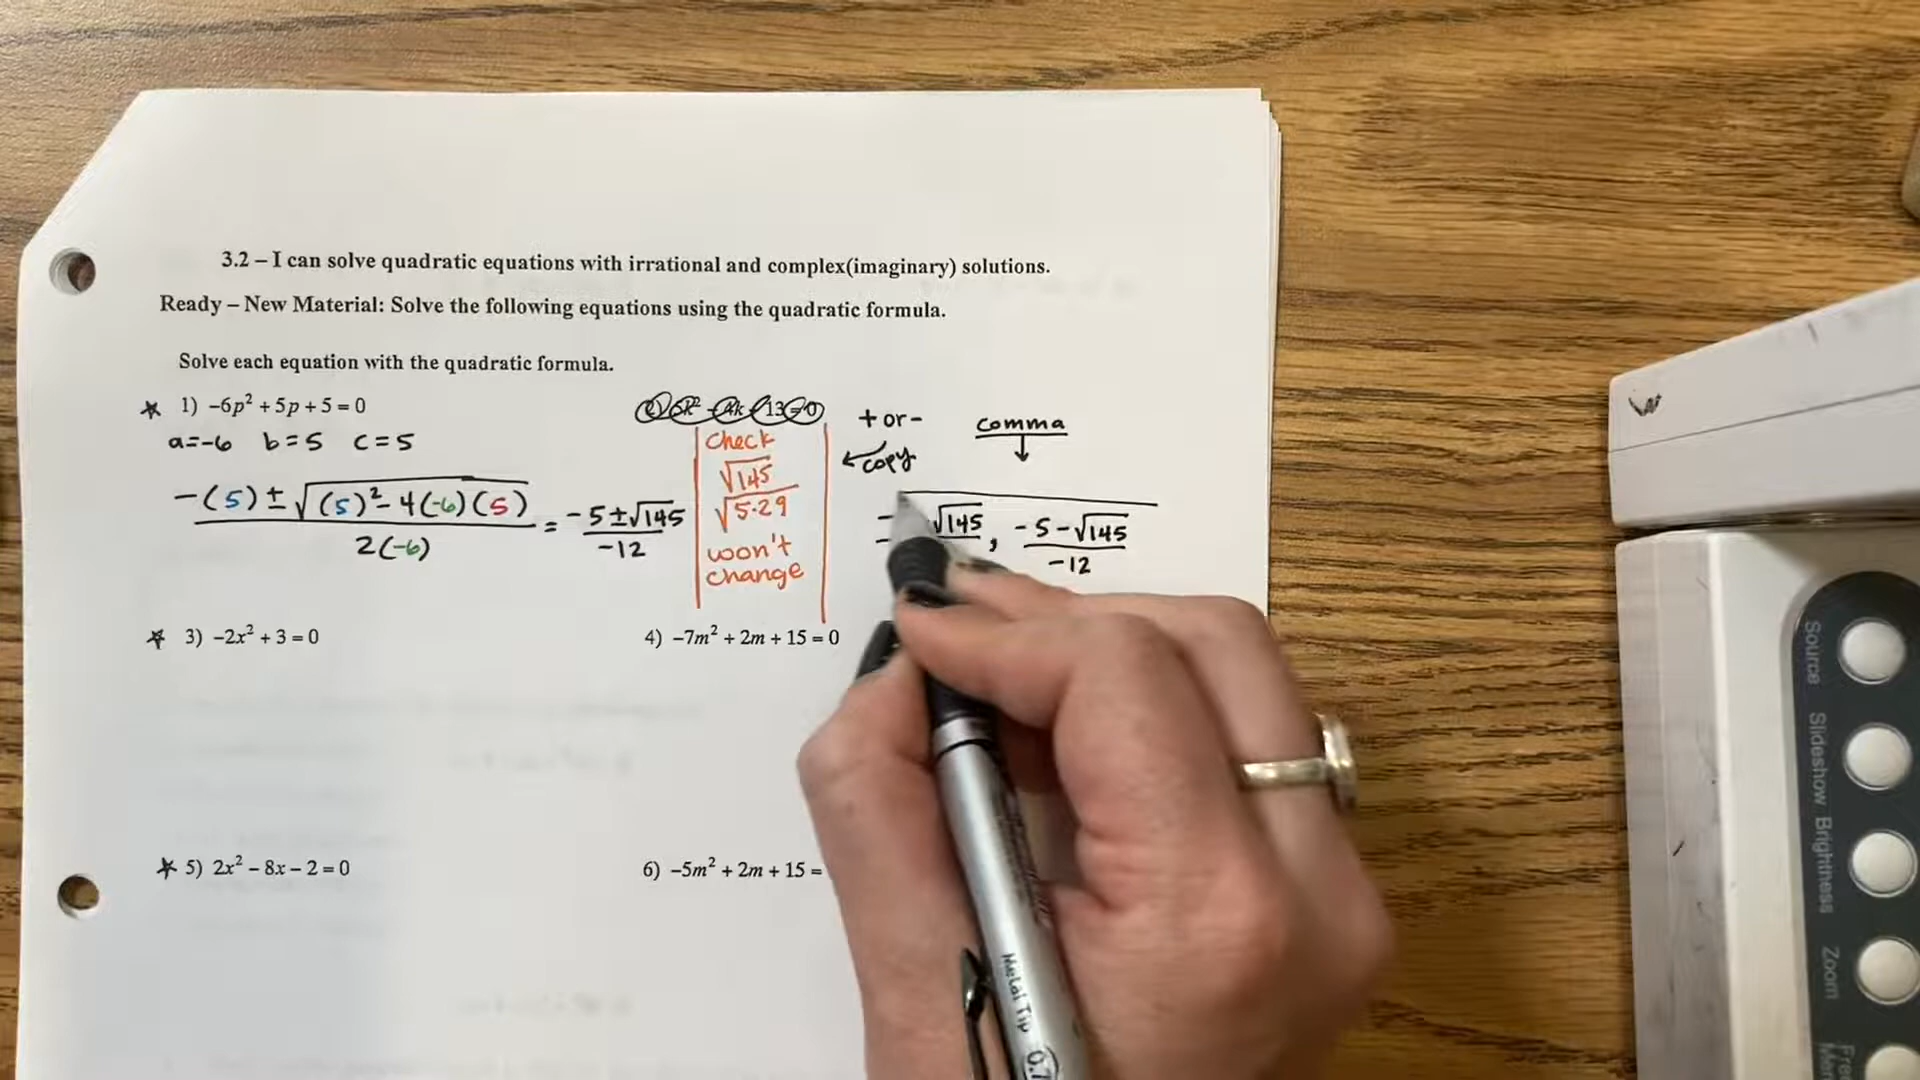 3.2 – I can solve quadratic equations with irrational and complex(imaginary) solutions.
Ready – New Material: Solve the following equations using the quadratic formula.
Solve each equation with the quadratic formula.
1) -6p² + 5p + 5 = 0
a=-6 b=5 c=5
-(5) ± √((5)² - 4(-6)(5)) / 2(-6) = -5 ± √145 / -12
check
√145
√5·29
won't
change
+ or -
copy
comma
√145 , -5 - √145 / -12
3) -2x² + 3 = 0
4) -7m² + 2m + 15 = 0
5) 2x² - 8x - 2 = 0
6) -5m² + 2m + 15 =
Metal Tip 0.7
Source
Slideshow
Brightness
Zoom